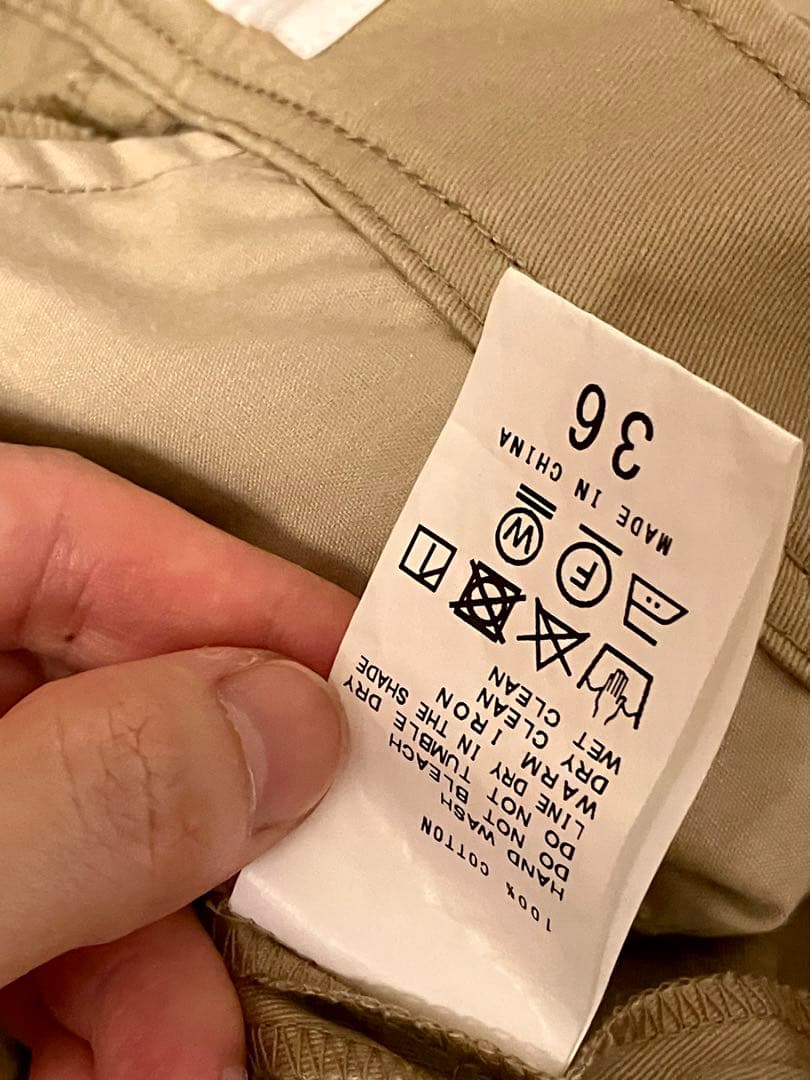 100% COTTON
HAND WASH
DO NOT BLEACH
DO NOT TUMBLE DRY
LINE DRY IN THE SHADE
WARM IRON
DRY CLEAN
WET CLEAN
F
W
MADE IN CHINA
36